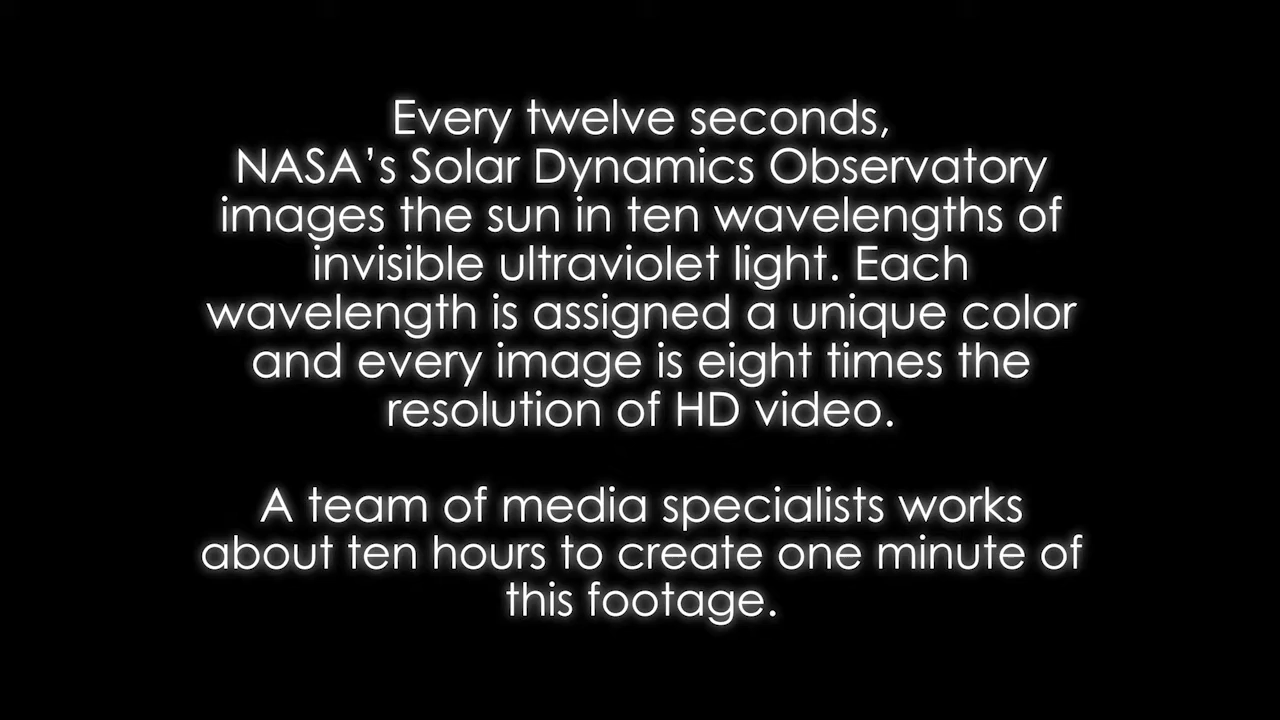 Every twelve seconds,
NASA’s Solar Dynamics Observatory
images the sun in ten wavelengths of
invisible ultraviolet light. Each
wavelength is assigned a unique color
and every image is eight times the
resolution of HD video.
A team of media specialists works
about ten hours to create one minute of
this footage.